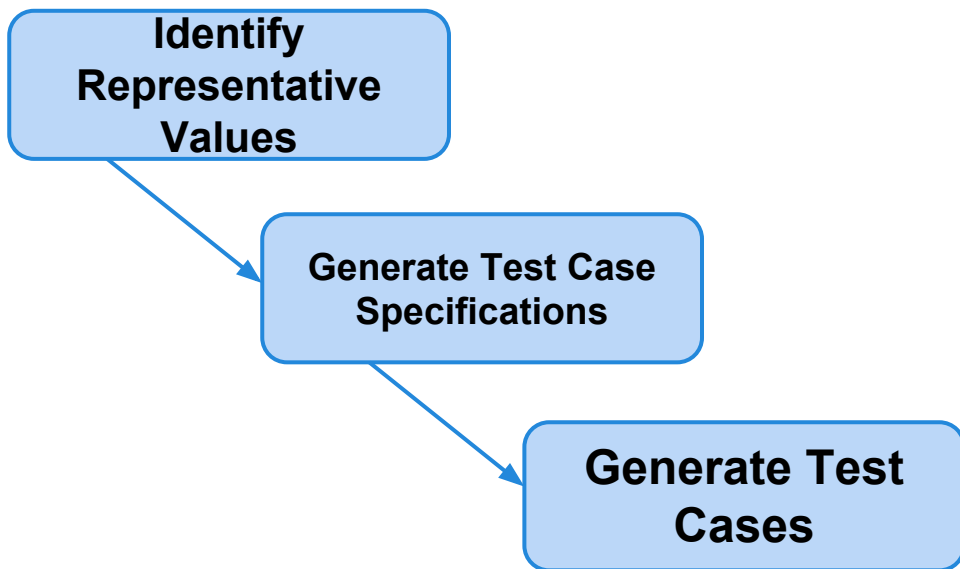 Identify
Representative
Values
Generate Test Case
Specifications
Generate Test
Cases